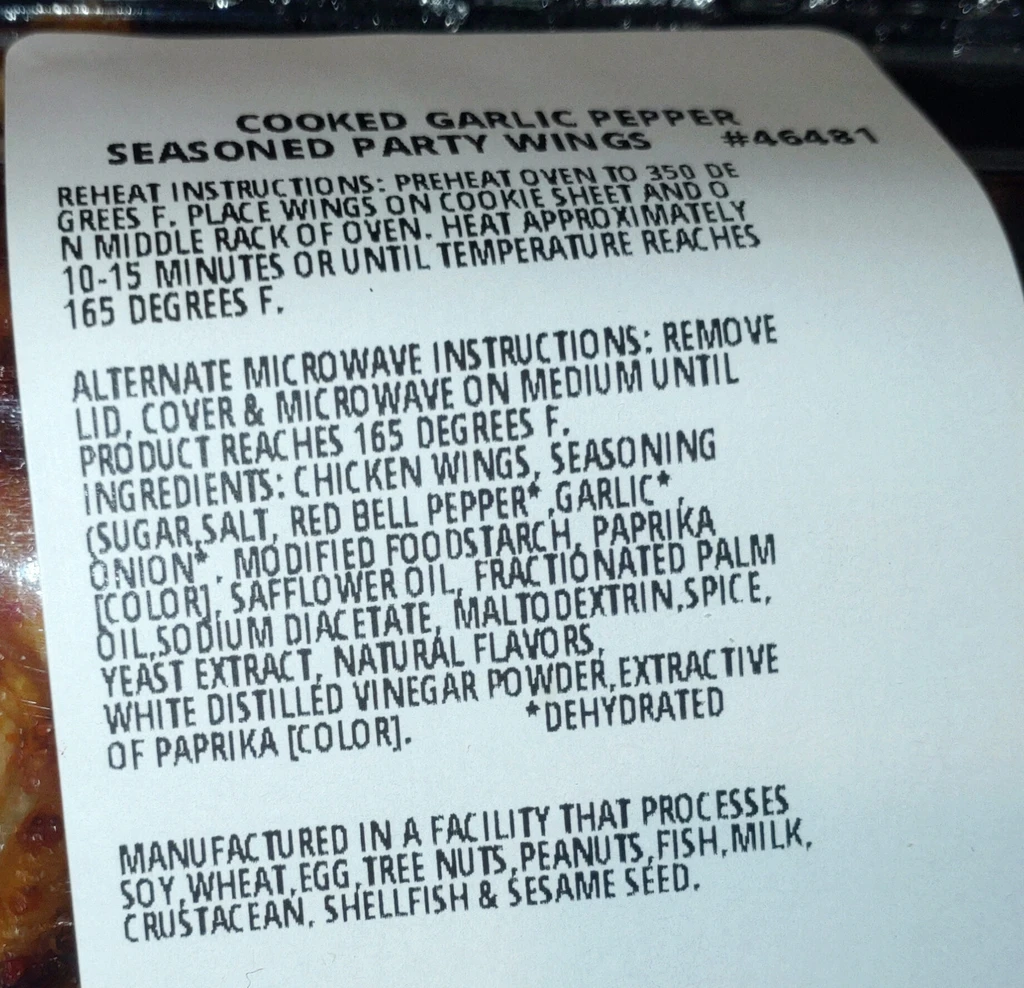 COOKED GARLIC PEPPER
SEASONED PARTY WINGS #46481
REHEAT INSTRUCTIONS: PREHEAT OVEN TO 350 DE
GREES F. PLACE WINGS ON COOKIE SHEET AND O
N MIDDLE RACK OF OVEN. HEAT APPROXIMATELY
10-15 MINUTES OR UNTIL TEMPERATURE REACHES
165 DEGREES F.
ALTERNATE MICROWAVE INSTRUCTIONS: REMOVE
LID, COVER & MICROWAVE ON MEDIUM UNTIL
PRODUCT REACHES 165 DEGREES F.
INGREDIENTS: CHICKEN WINGS, SEASONING
(SUGAR,SALT, RED BELL PEPPER* ,GARLIC* ,
ONION* , MODIFIED FOODSTARCH, PAPRIKA
[COLOR], SAFFLOWER OIL, FRACTIONATED PALM
OIL,SODIUM DIACETATE, MALTODEXTRIN,SPICE,
YEAST EXTRACT, NATURAL FLAVORS,
WHITE DISTILLED VINEGAR POWDER,EXTRACTIVE
OF PAPRIKA [COLOR]. *DEHYDRATED
MANUFACTURED IN A FACILITY THAT PROCESSES
SOY,WHEAT,EGG,TREE NUTS,PEANUTS,FISH,MILK,
CRUSTACEAN, SHELLFISH & SESAME SEED.